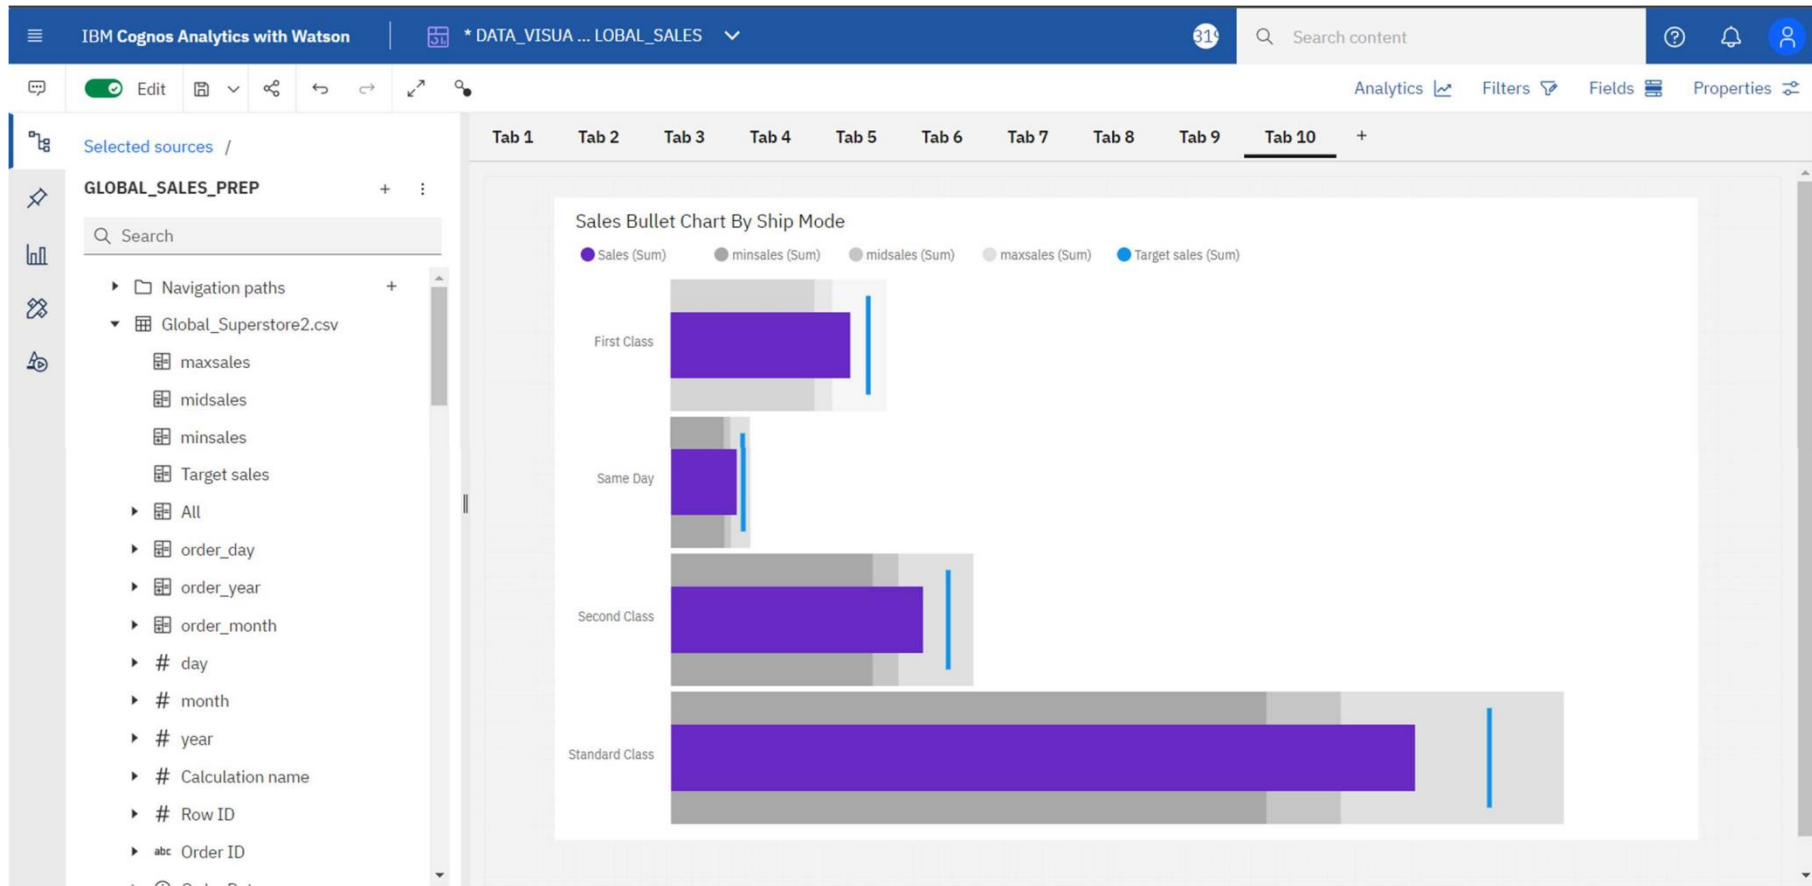 IBM Cognos Analytics with Watson
* DATA_VISUA ... LOBAL_SALES
Search content
Edit
Analytics
Filters
Fields
Properties
Selected sources /
GLOBAL_SALES_PREP
Search
Navigation paths
Global_Superstore2.csv
maxsales
midsales
minsales
Target sales
All
order_day
order_year
order_month
# day
# month
# year
# Calculation name
# Row ID
abc Order ID
Tab 1 Tab 2 Tab 3 Tab 4 Tab 5 Tab 6 Tab 7 Tab 8 Tab 9 Tab 10 +
Sales Bullet Chart By Ship Mode
Sales (Sum) minsales (Sum) midsales (Sum) maxsales (Sum) Target sales (Sum)
First Class
Same Day
Second Class
Standard Class